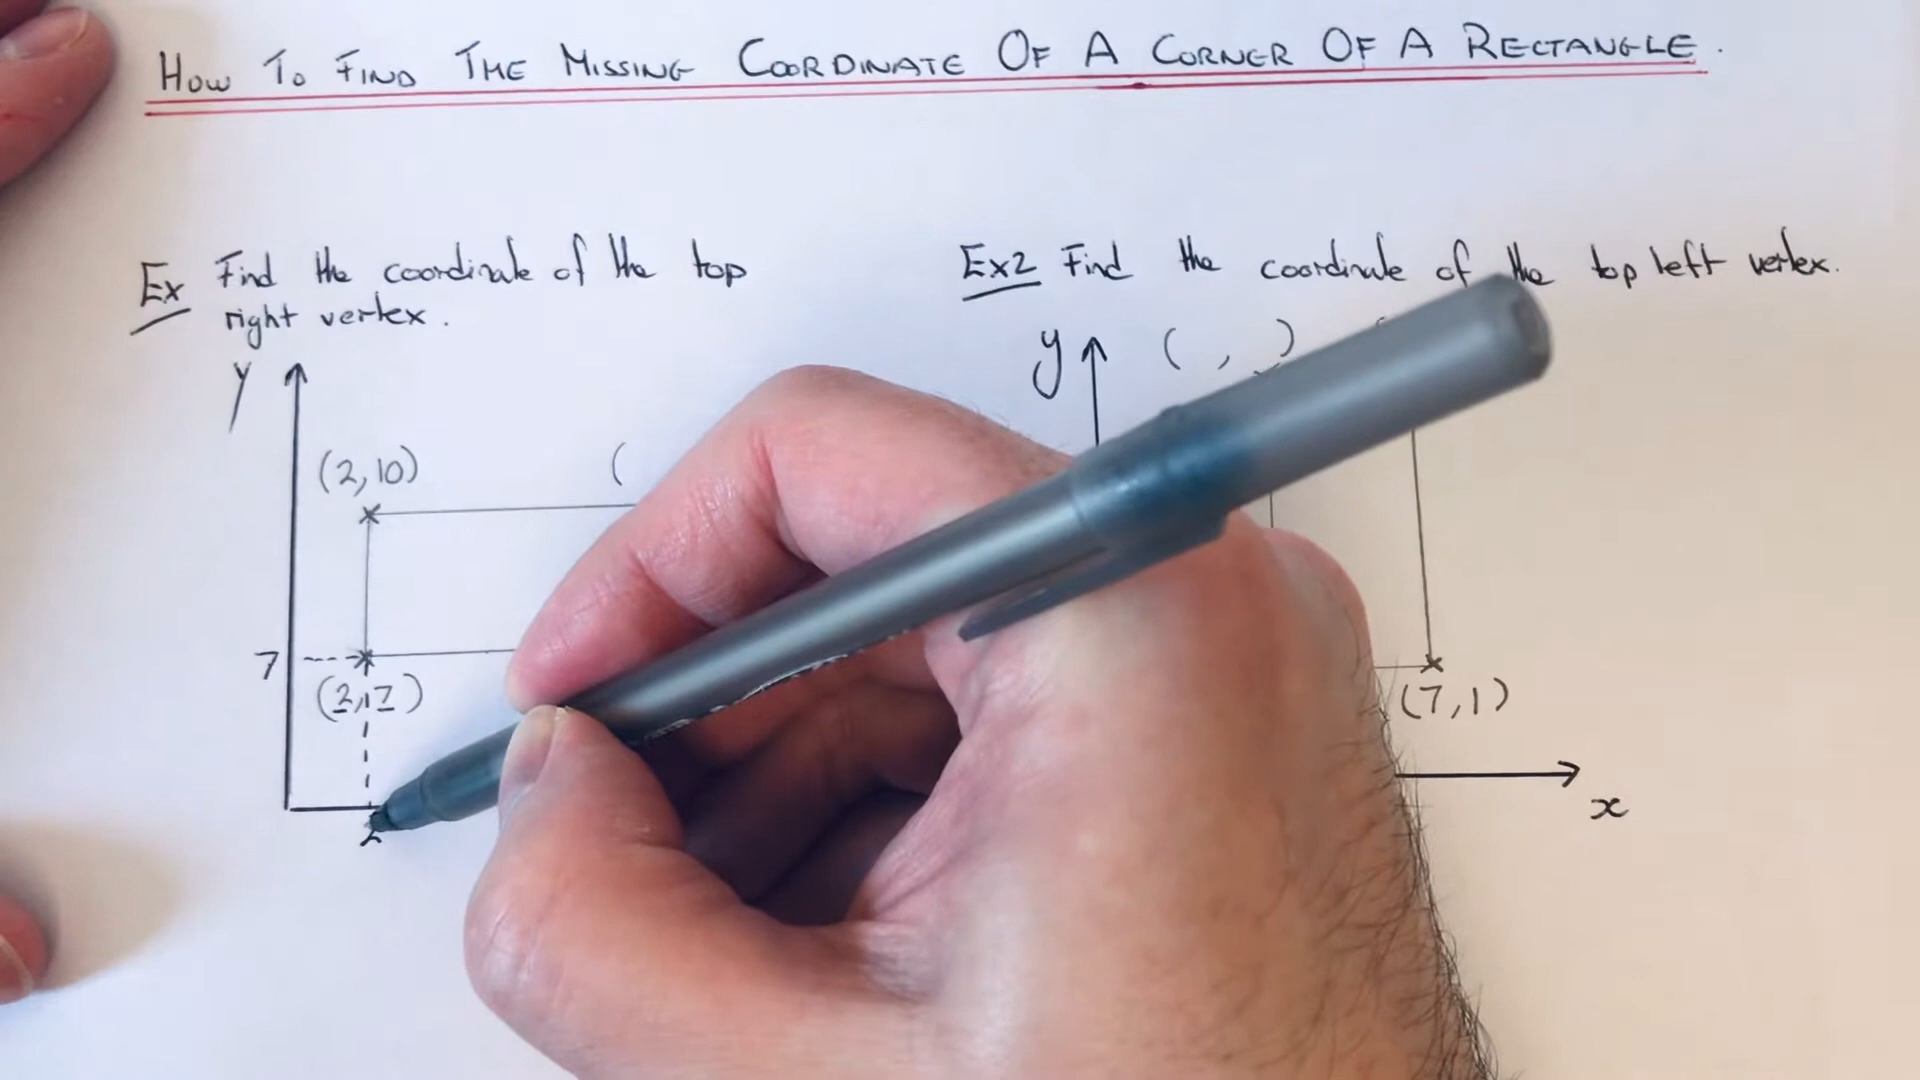 How To Find The Missing Coordinate Of A Corner Of A Rectangle.
Ex Find the coordinate of the top
right vertex.
y
(2,10)
(
7
(2,7)
2
Ex2 Find the coordinate of the top left vertex.
y
( , )
(7,1)
x